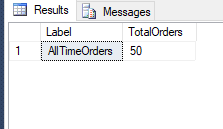 Results Messages
Label TotalOrders
1 AllTimeOrders 50